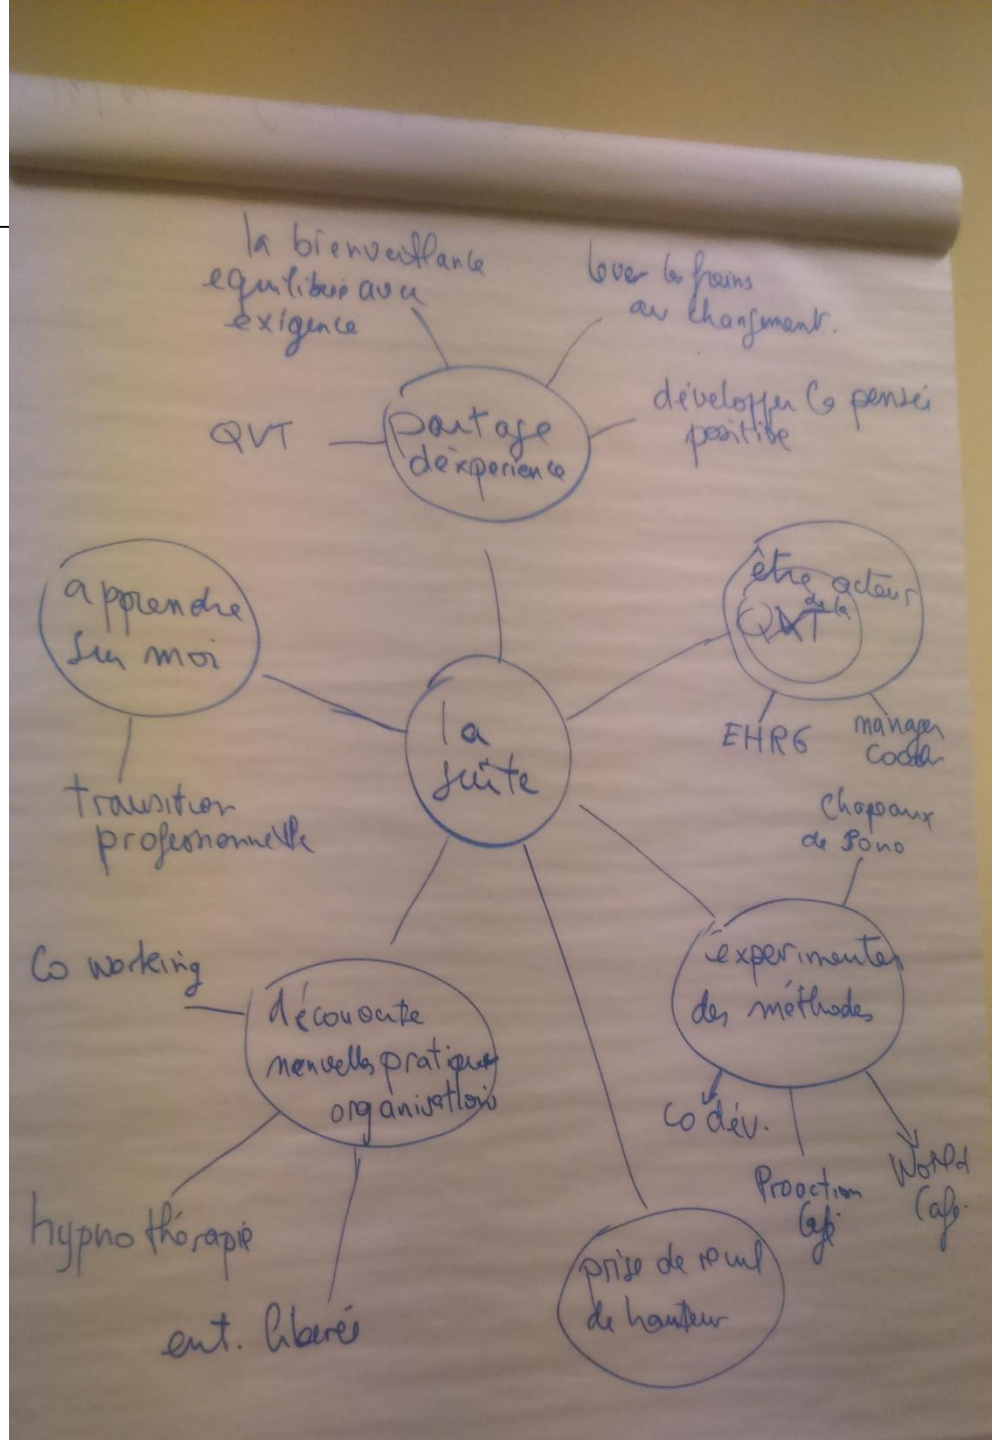 la bienveillance
equilibrée avec
exigence
lever les freins
au changement.
QVT
partage
d'expérience
développer la pensée
positive
apprendre
sur moi
être acteur
de la
QVT
la
suite
EHRG
manager
Coach
transition
professionnelle
Chapeaux
de Bono
Co working
découverte
nouvelles pratiques
organisations
expérimenter
des méthodes
Co dév.
Proaction
Café
World
Café.
hypnothérapie
ent. libérée
prise de recul
de hauteur